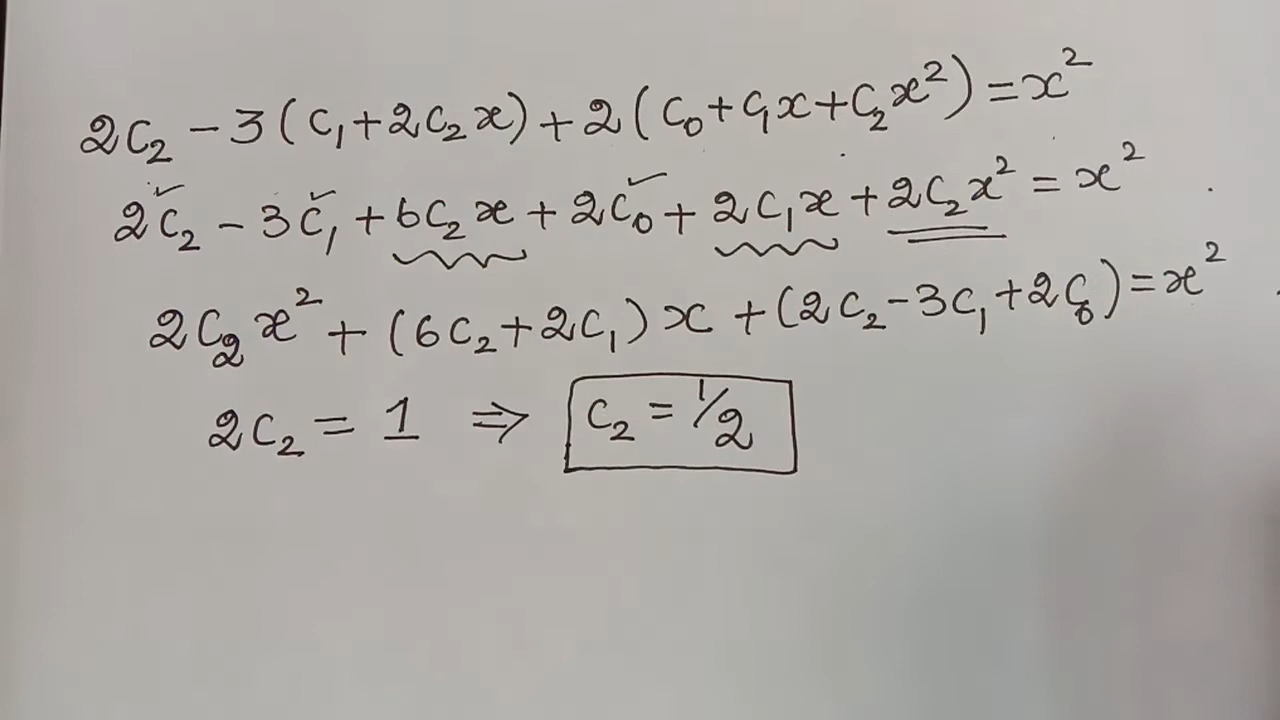 2c₂ - 3(c₁+2c₂x) + 2(c₀+c₁x+c₂x²) = x²
2c₂ - 3c₁ + 6c₂x + 2c₀ + 2c₁x + 2c₂x² = x²
2c₂x² + (6c₂+2c₁)x + (2c₂-3c₁+2c₀) = x²
2c₂ = 1 ⇒ c₂ = 1/2